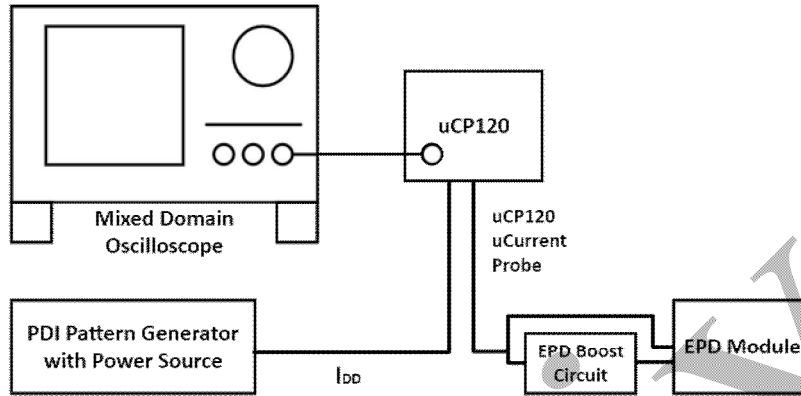 uCP120
Mixed Domain
Oscilloscope
uCP120
uCurrent
Probe
PDI Pattern Generator
with Power Source
IDD
EPD Boost
Circuit
EPD Module